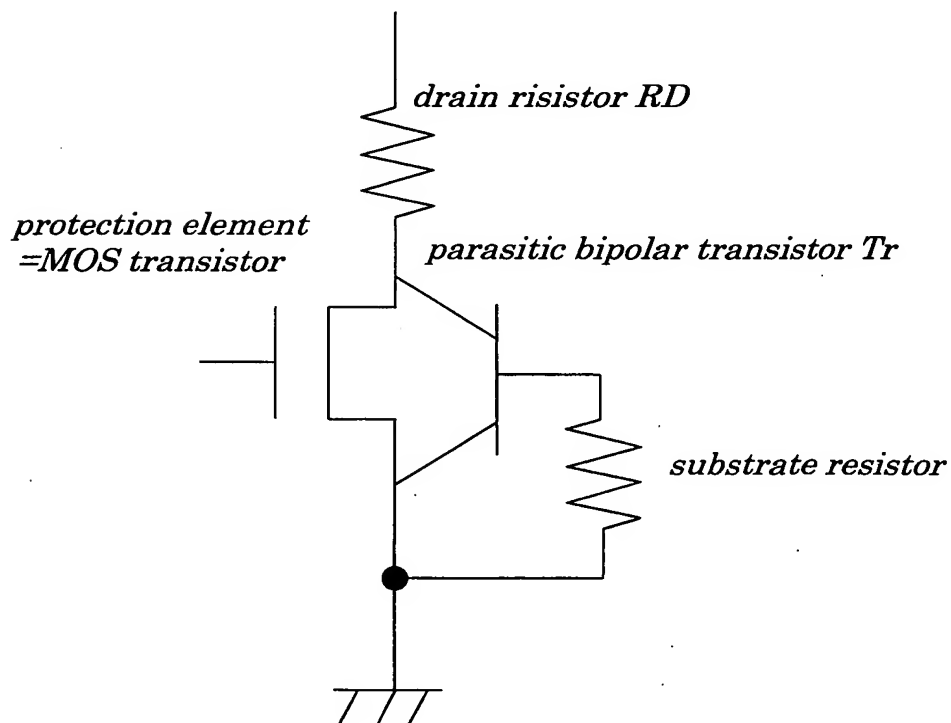 drain risistor RD
protection element
=MOS transistor
parasitic bipolar transistor Tr
substrate resistor